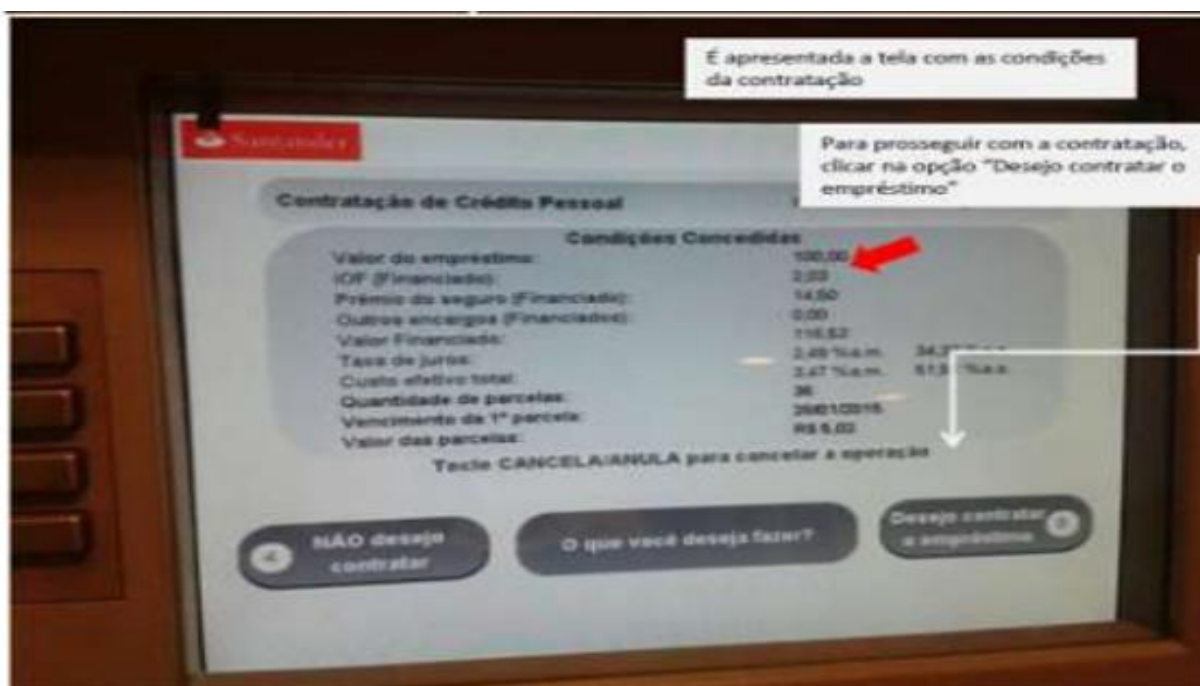 É apresentada a tela com as condições
da contratação
Para prosseguir com a contratação,
clicar na opção "Desejo contratar o
empréstimo"
Santander
Contratação de Crédito Pessoal
Condições Concedidas
Valor do empréstimo: 100,00
IOF (Financiado): 2,03
Prêmio do seguro (Financiado): 14,50
Outros encargos (Financiados): 0,00
Valor Financiado: 116,53
Taxa de juros: 2,49 %a.m.
Custo efetivo total: 3,47 %a.m.
Quantidade de parcelas: 36
Vencimento da 1ª parcela:
Valor das parcelas: R$
Tecle CANCELA/ANULA para cancelar a operação
NÃO desejo
contratar
O que você deseja fazer?
Desejo contratar
o empréstimo